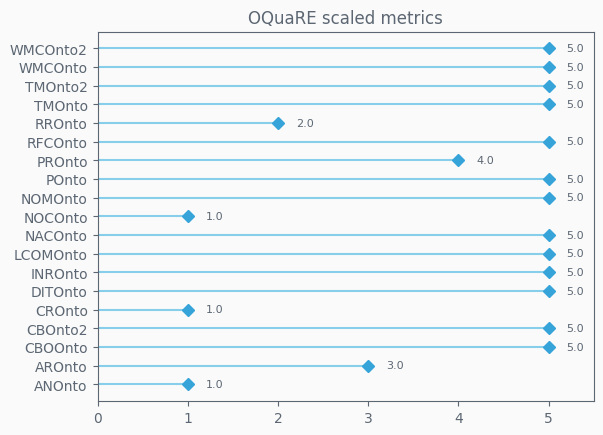 OQuaRE scaled metrics
WMCOnto2 5.0
WMCOnto 5.0
TMOnto2 5.0
TMOnto 5.0
RROnto 2.0
RFCOnto 5.0
PROnto 4.0
POnto 5.0
NOMOnto 5.0
NOCOnto 1.0
NACOnto 5.0
LCOMOnto 5.0
INROnto 5.0
DITOnto 5.0
CROnto 1.0
CBOnto2 5.0
CBOOnto 5.0
AROnto 3.0
ANOnto 1.0
0 1 2 3 4 5